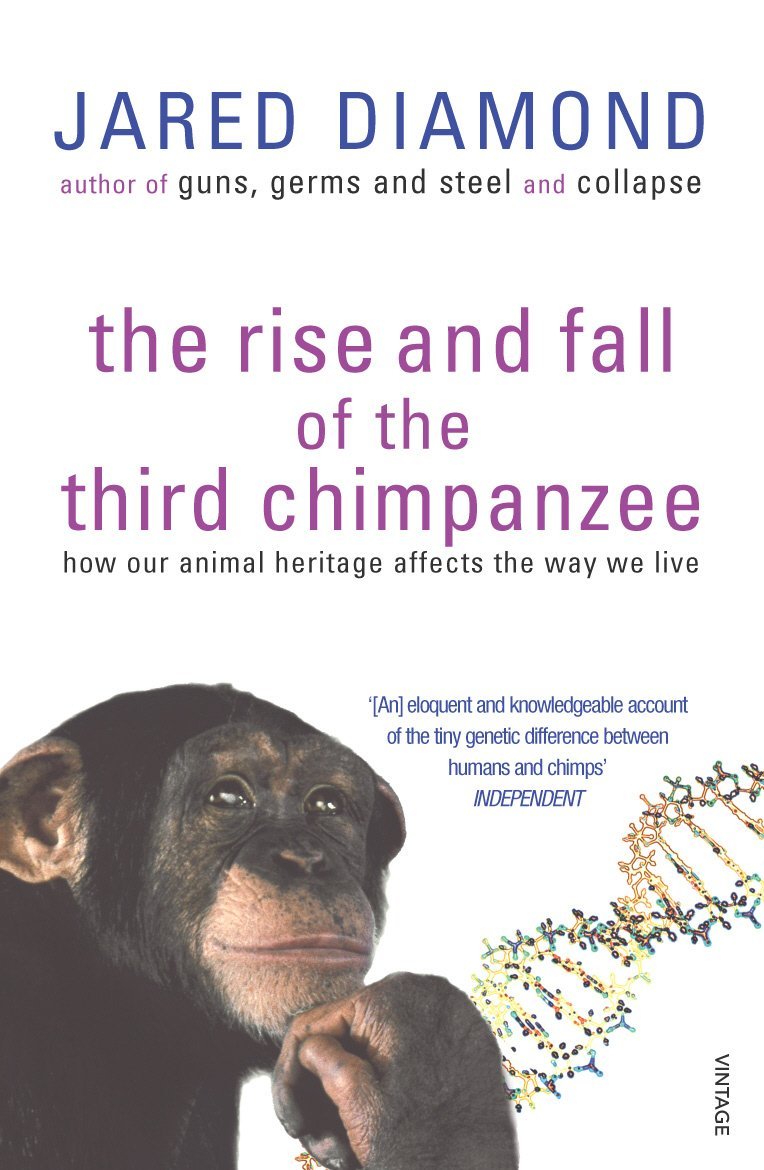 JARED DIAMOND
author of guns, germs and steel and collapse
the rise and fall
of the
third chimpanzee
how our animal heritage affects the way we live
‘[An] eloquent and knowledgeable account
of the tiny genetic difference between
humans and chimps’
INDEPENDENT
VINTAGE